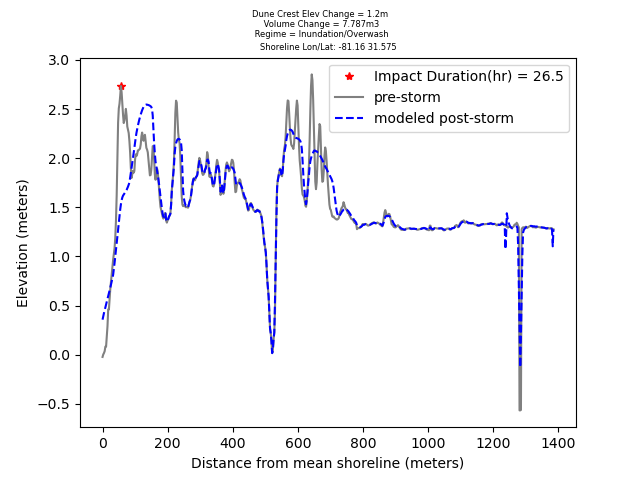 Dune Crest Elev Change = 1.2m
Volume Change = 7.787m3
Regime = Inundation/Overwash
Shoreline Lon/Lat: -81.16 31.575
Impact Duration(hr) = 26.5
pre-storm
modeled post-storm
Elevation (meters)
3.0
2.5
2.0
1.5
1.0
0.5
0.0
−0.5
0 200 400 600 800 1000 1200 1400
Distance from mean shoreline (meters)